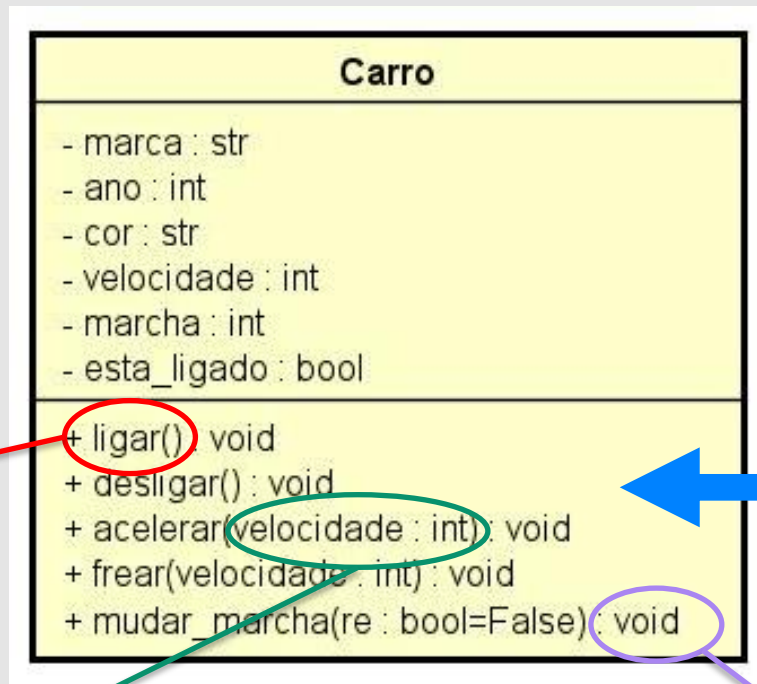 Carro
- marca : str
- ano : int
- cor : str
- velocidade : int
- marcha : int
- esta_ligado : bool
+ ligar() : void
+ desligar() : void
+ acelerar(velocidade : int) : void
+ frear(velocidade : int) : void
+ mudar_marcha(re : bool=False) : void